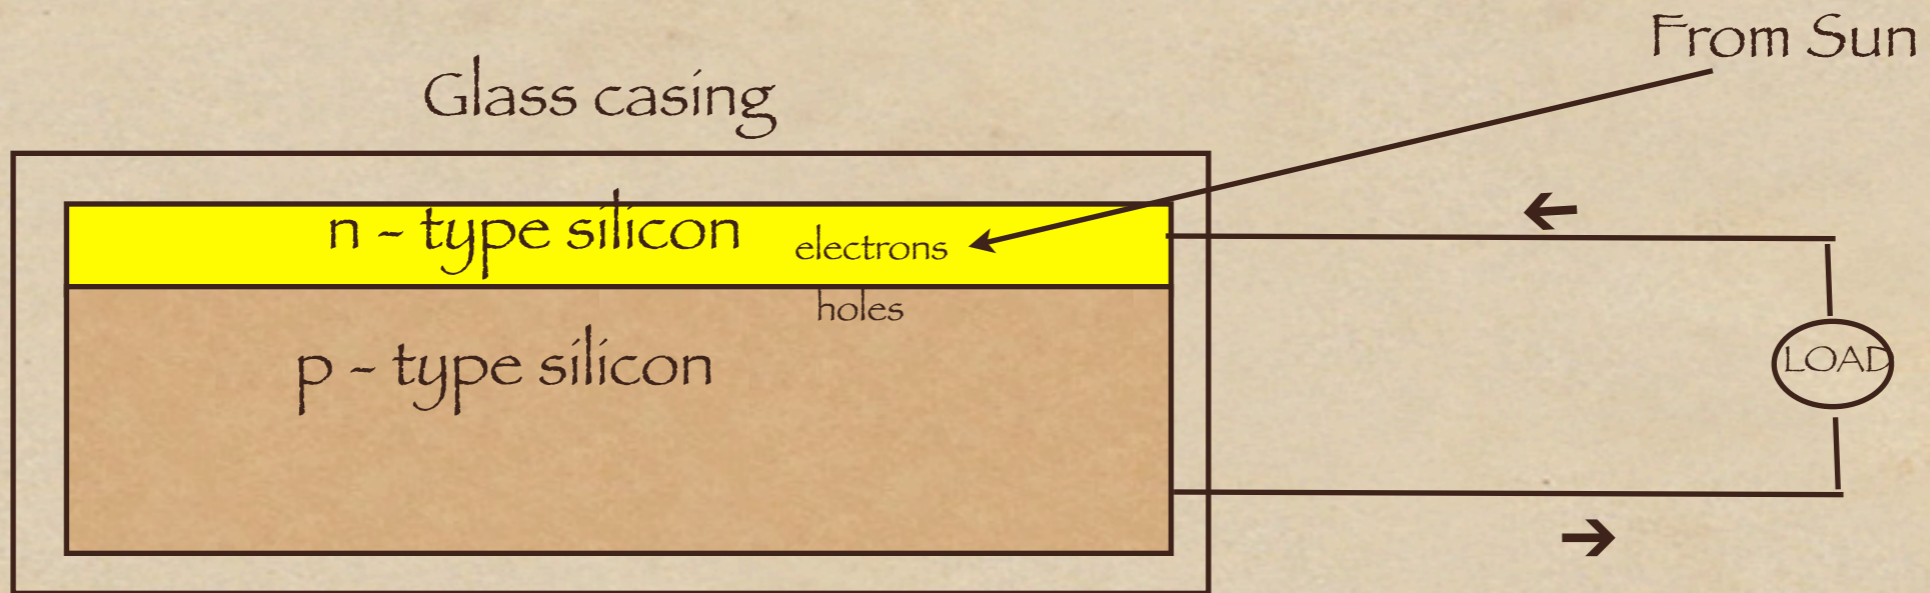 From Sun
Glass casing
n - type silicon
electrons
holes
p - type silicon
LOAD